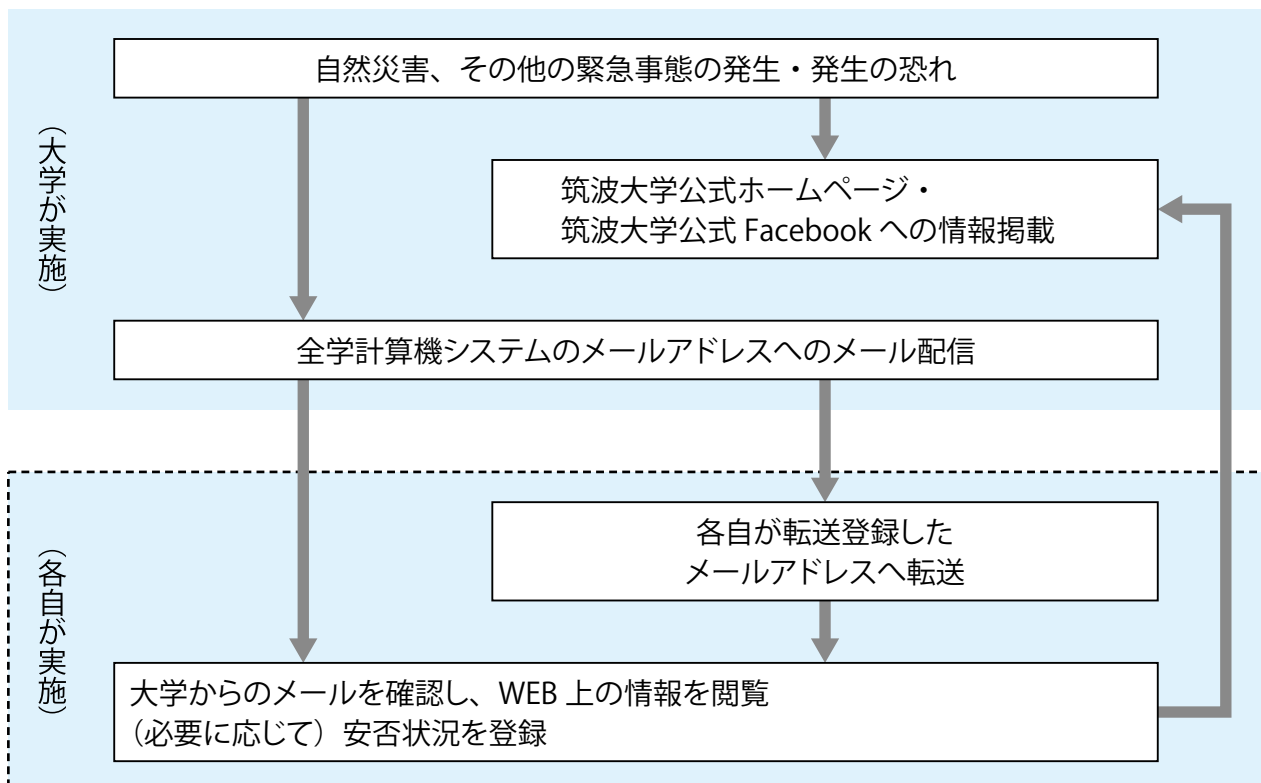 (大学が実施)
自然災害、その他の緊急事態の発生・発生の恐れ
筑波大学公式ホームページ・
筑波大学公式 Facebook への情報掲載
全学計算機システムのメールアドレスへのメール配信
(各自が実施)
各自が転送登録した
メールアドレスへ転送
大学からのメールを確認し、WEB 上の情報を閲覧
(必要に応じて)安否状況を登録